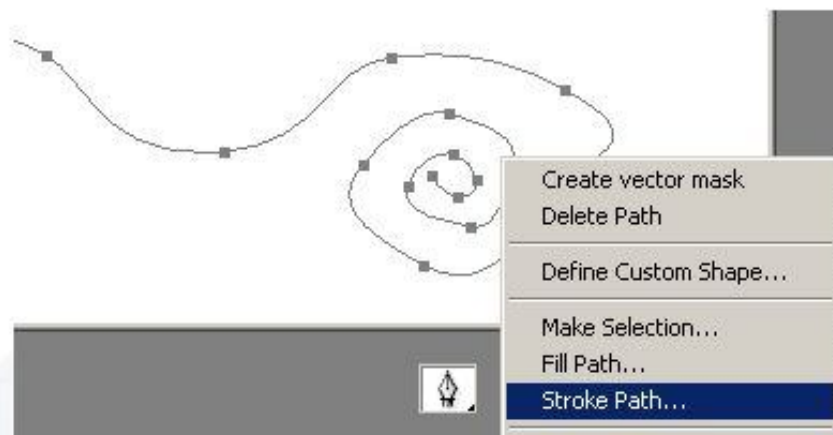 Create vector mask
Delete Path
Define Custom Shape...
Make Selection...
Fill Path...
Stroke Path...